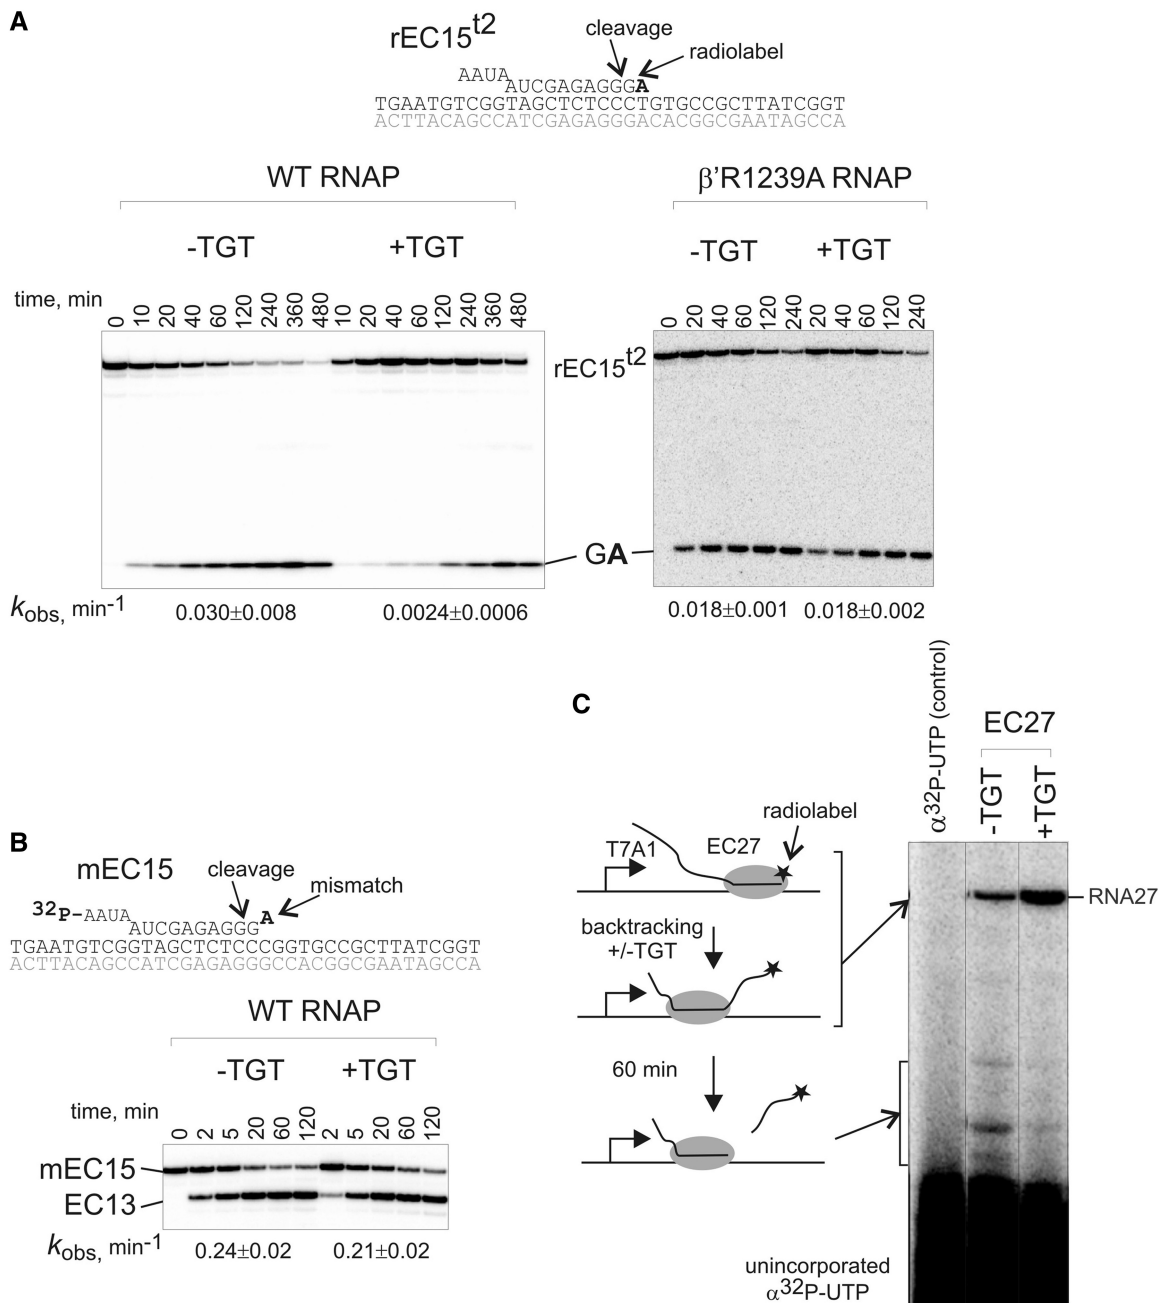 A
rEC15t2
cleavage
radiolabel
AAUA
AUCGAGAGGGA
TGAATGTCGGTAGCTCTCCCTGTGCCGCTTATCGGT
ACTTACAGCCATCGAGAGGGACACGGCGAATAGCCA
WT RNAP
β'R1239A RNAP
-TGT +TGT
-TGT +TGT
time, min
0 10 20 40 60 120 240 360 480 10 20 40 60 120 240 360 480
0 20 40 60 120 240 20 40 60 120 240
rEC15t2
GA
kobs, min-1
0.030±0.008 0.0024±0.0006
0.018±0.001 0.018±0.002
B
mEC15
cleavage
mismatch
32P-AAUA
AUCGAGAGGG
A
TGAATGTCGGTAGCTCTCCCGGTGCCGCTTATCGGT
ACTTACAGCCATCGAGAGGGCCACGGCGAATAGCCA
WT RNAP
-TGT +TGT
time, min
0 2 5 20 60 120 2 5 20 60 120
mEC15
EC13
kobs, min-1
0.24±0.02 0.21±0.02
C
α32P-UTP (control)
EC27
-TGT
+TGT
radiolabel
T7A1
EC27
backtracking
+/-TGT
60 min
RNA27
unincorporated
α32P-UTP